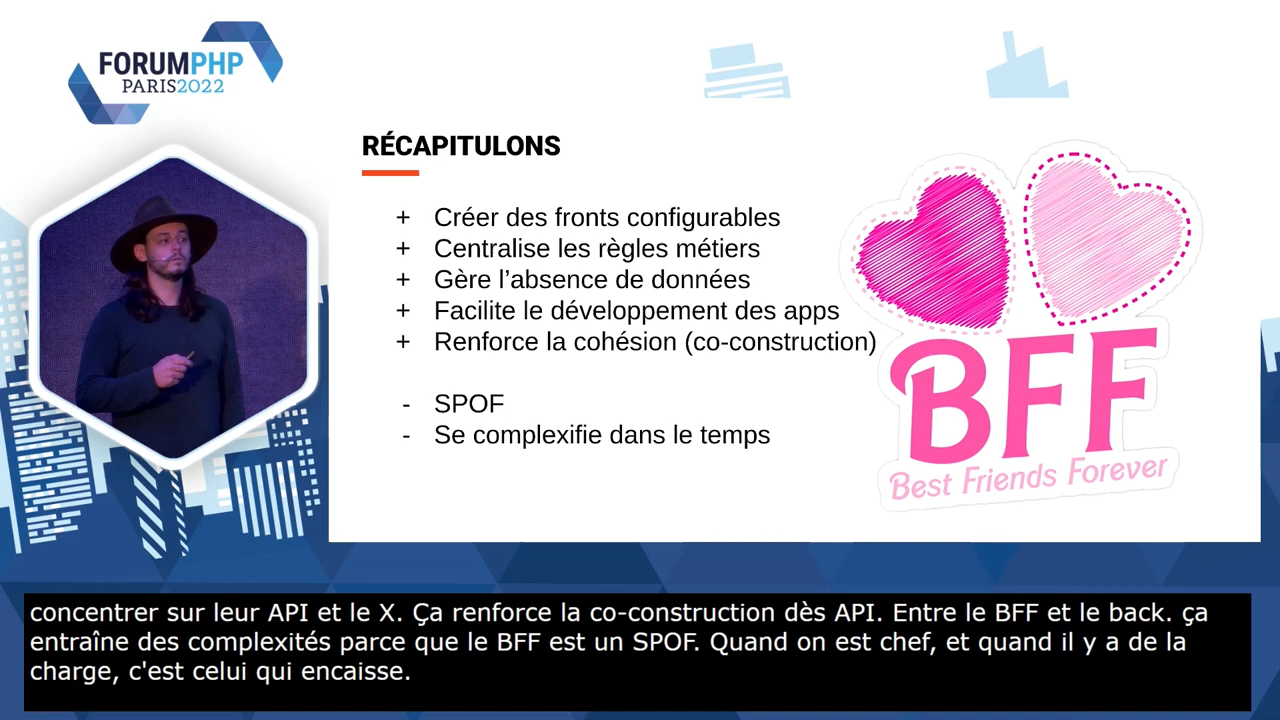 FORUMPHP
PARIS2022
RÉCAPITULONS
+ Créer des fronts configurables
+ Centralise les règles métiers
+ Gère l’absence de données
+ Facilite le développement des apps
+ Renforce la cohésion (co-construction)
- SPOF
- Se complexifie dans le temps
BFF
Best Friends Forever
concentrer sur leur API et le X. Ça renforce la co-construction dès API. Entre le BFF et le back. ça
entraîne des complexités parce que le BFF est un SPOF. Quand on est chef, et quand il y a de la
charge, c'est celui qui encaisse.